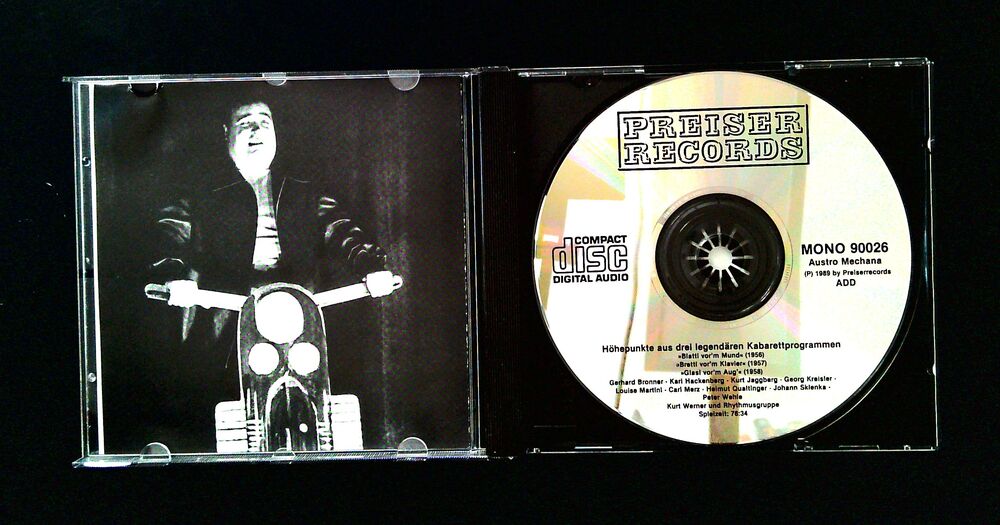 PREISER
RECORDS
COMPACT
disc
DIGITAL AUDIO
MONO 90026
Austro Mechana
(P) 1989 by Preiserrecords
ADD
Höhepunkte aus drei legendären Kabarettprogrammen
»Blattl vor'm Mund« (1956)
»Brettl vor'm Klavier« (1957)
»Glasl vor'm Aug'« (1958)
Gerhard Bronner · Karl Hackenberg · Kurt Jaggberg · Georg Kreisler ·
Louise Martini · Carl Merz · Helmut Qualtinger · Johann Sklenka ·
Peter Wehle
Kurt Werner und Rhythmusgruppe
Spielzeit: 78:34